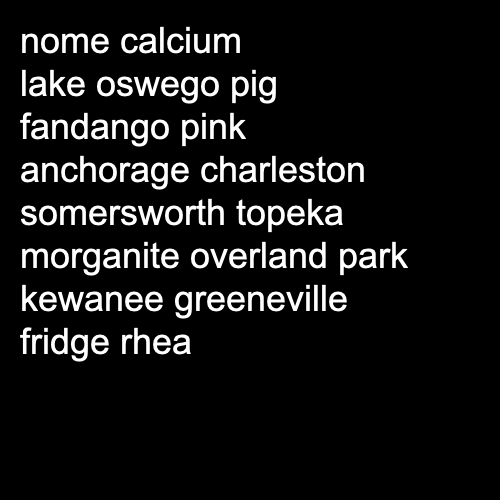 nome calcium
lake oswego pig
fandango pink
anchorage charleston
somersworth topeka
morganite overland park
kewanee greeneville
fridge rhea